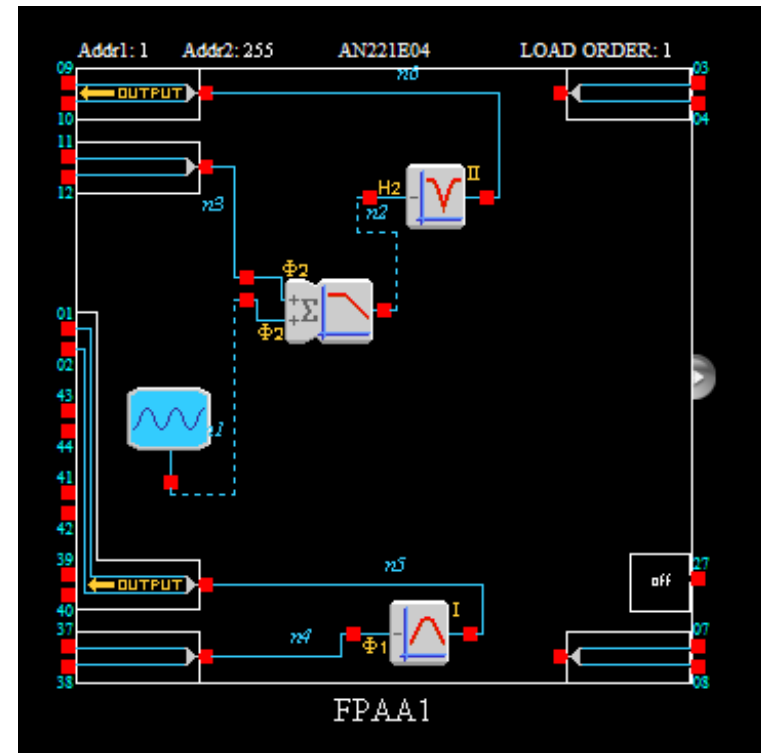 Addr1: 1 Addr2: 255 AN221E04 LOAD ORDER: 1
09 n6 03
OUTPUT
10 04
11
12 H2 II
n3 n2
Φ2
+
Σ
+
01 Φ2
02
43
n1
44
41
42
39 n5 27
OUTPUT off
40
37 n4 I 07
Φ1
38 08
FPAA1